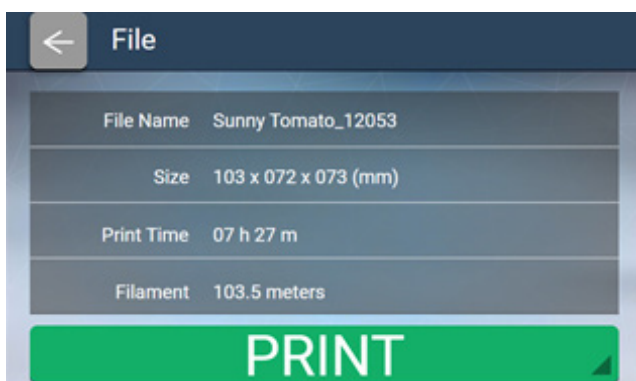 File
File Name Sunny Tomato_12053
Size 103 x 072 x 073 (mm)
Print Time 07 h 27 m
Filament 103.5 meters
PRINT